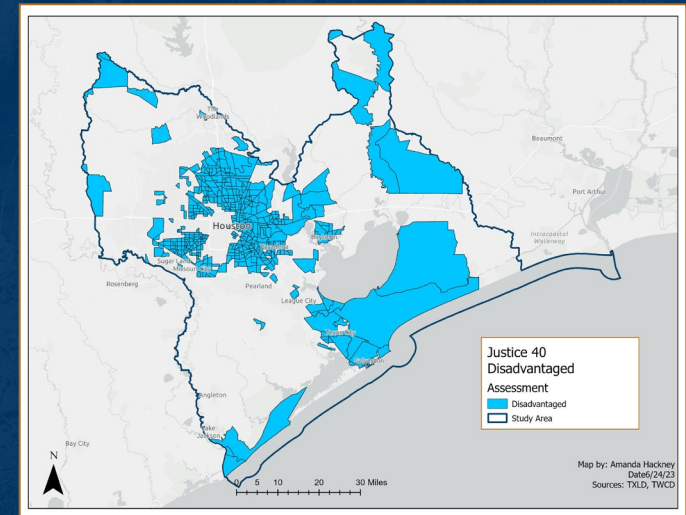 The
Woodlands
Beaumont
Port Arthur
Intracoastal
Waterway
Houston
Pasadena
Baytown
Sugar Land
Missouri City
Rosenberg
Pearland
League City
Texas City
Galveston
Angleton
Lake
Jackson
Bay City
Justice 40
Disadvantaged
Assessment
Disadvantaged
Study Area
N
0 5 10 20 30 Miles
Map by: Amanda Hackney
Date6/24/23
Sources: TXLD, TWCD